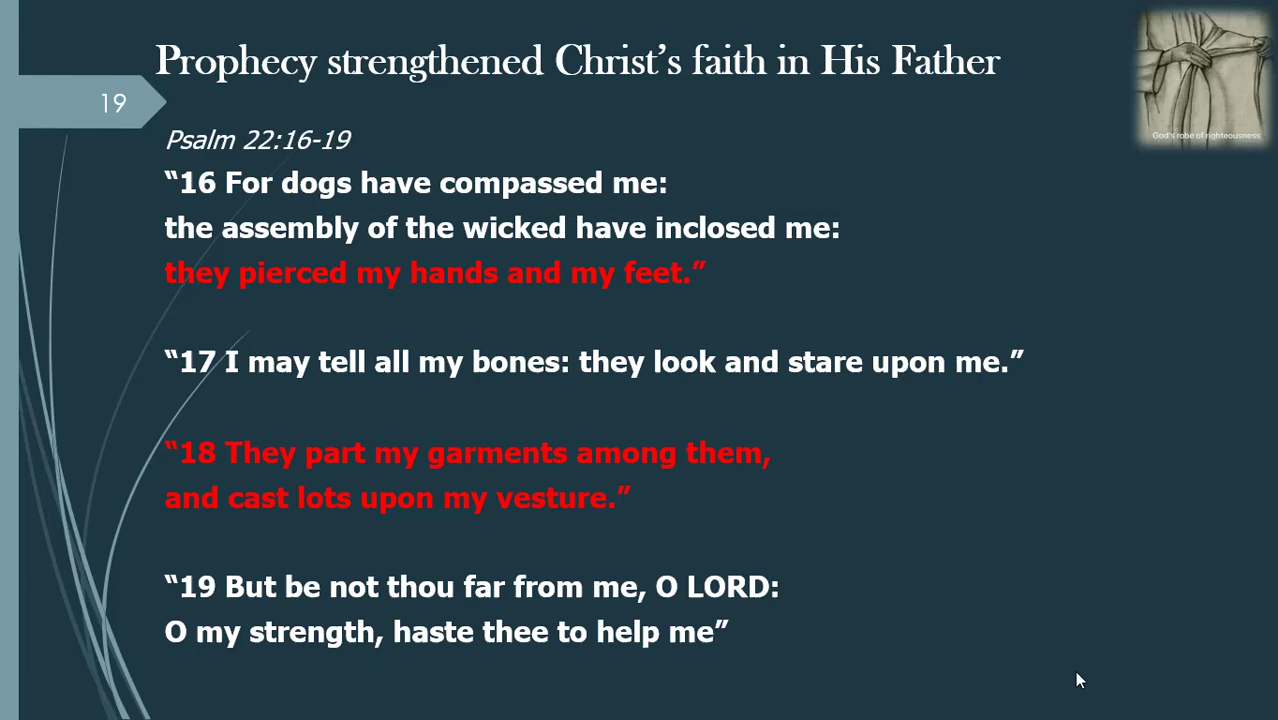 Prophecy strengthened Christ’s faith in His Father
19
God's robe of righteousness
Psalm 22:16-19
“16 For dogs have compassed me:
the assembly of the wicked have inclosed me:
they pierced my hands and my feet.”
“17 I may tell all my bones: they look and stare upon me.”
“18 They part my garments among them,
and cast lots upon my vesture.”
“19 But be not thou far from me, O LORD:
O my strength, haste thee to help me”